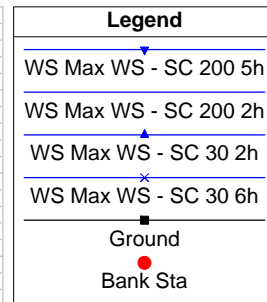 Legend
WS Max WS - SC 200 5h
WS Max WS - SC 200 2h
WS Max WS - SC 30 2h
WS Max WS - SC 30 6h
Ground
Bank Sta